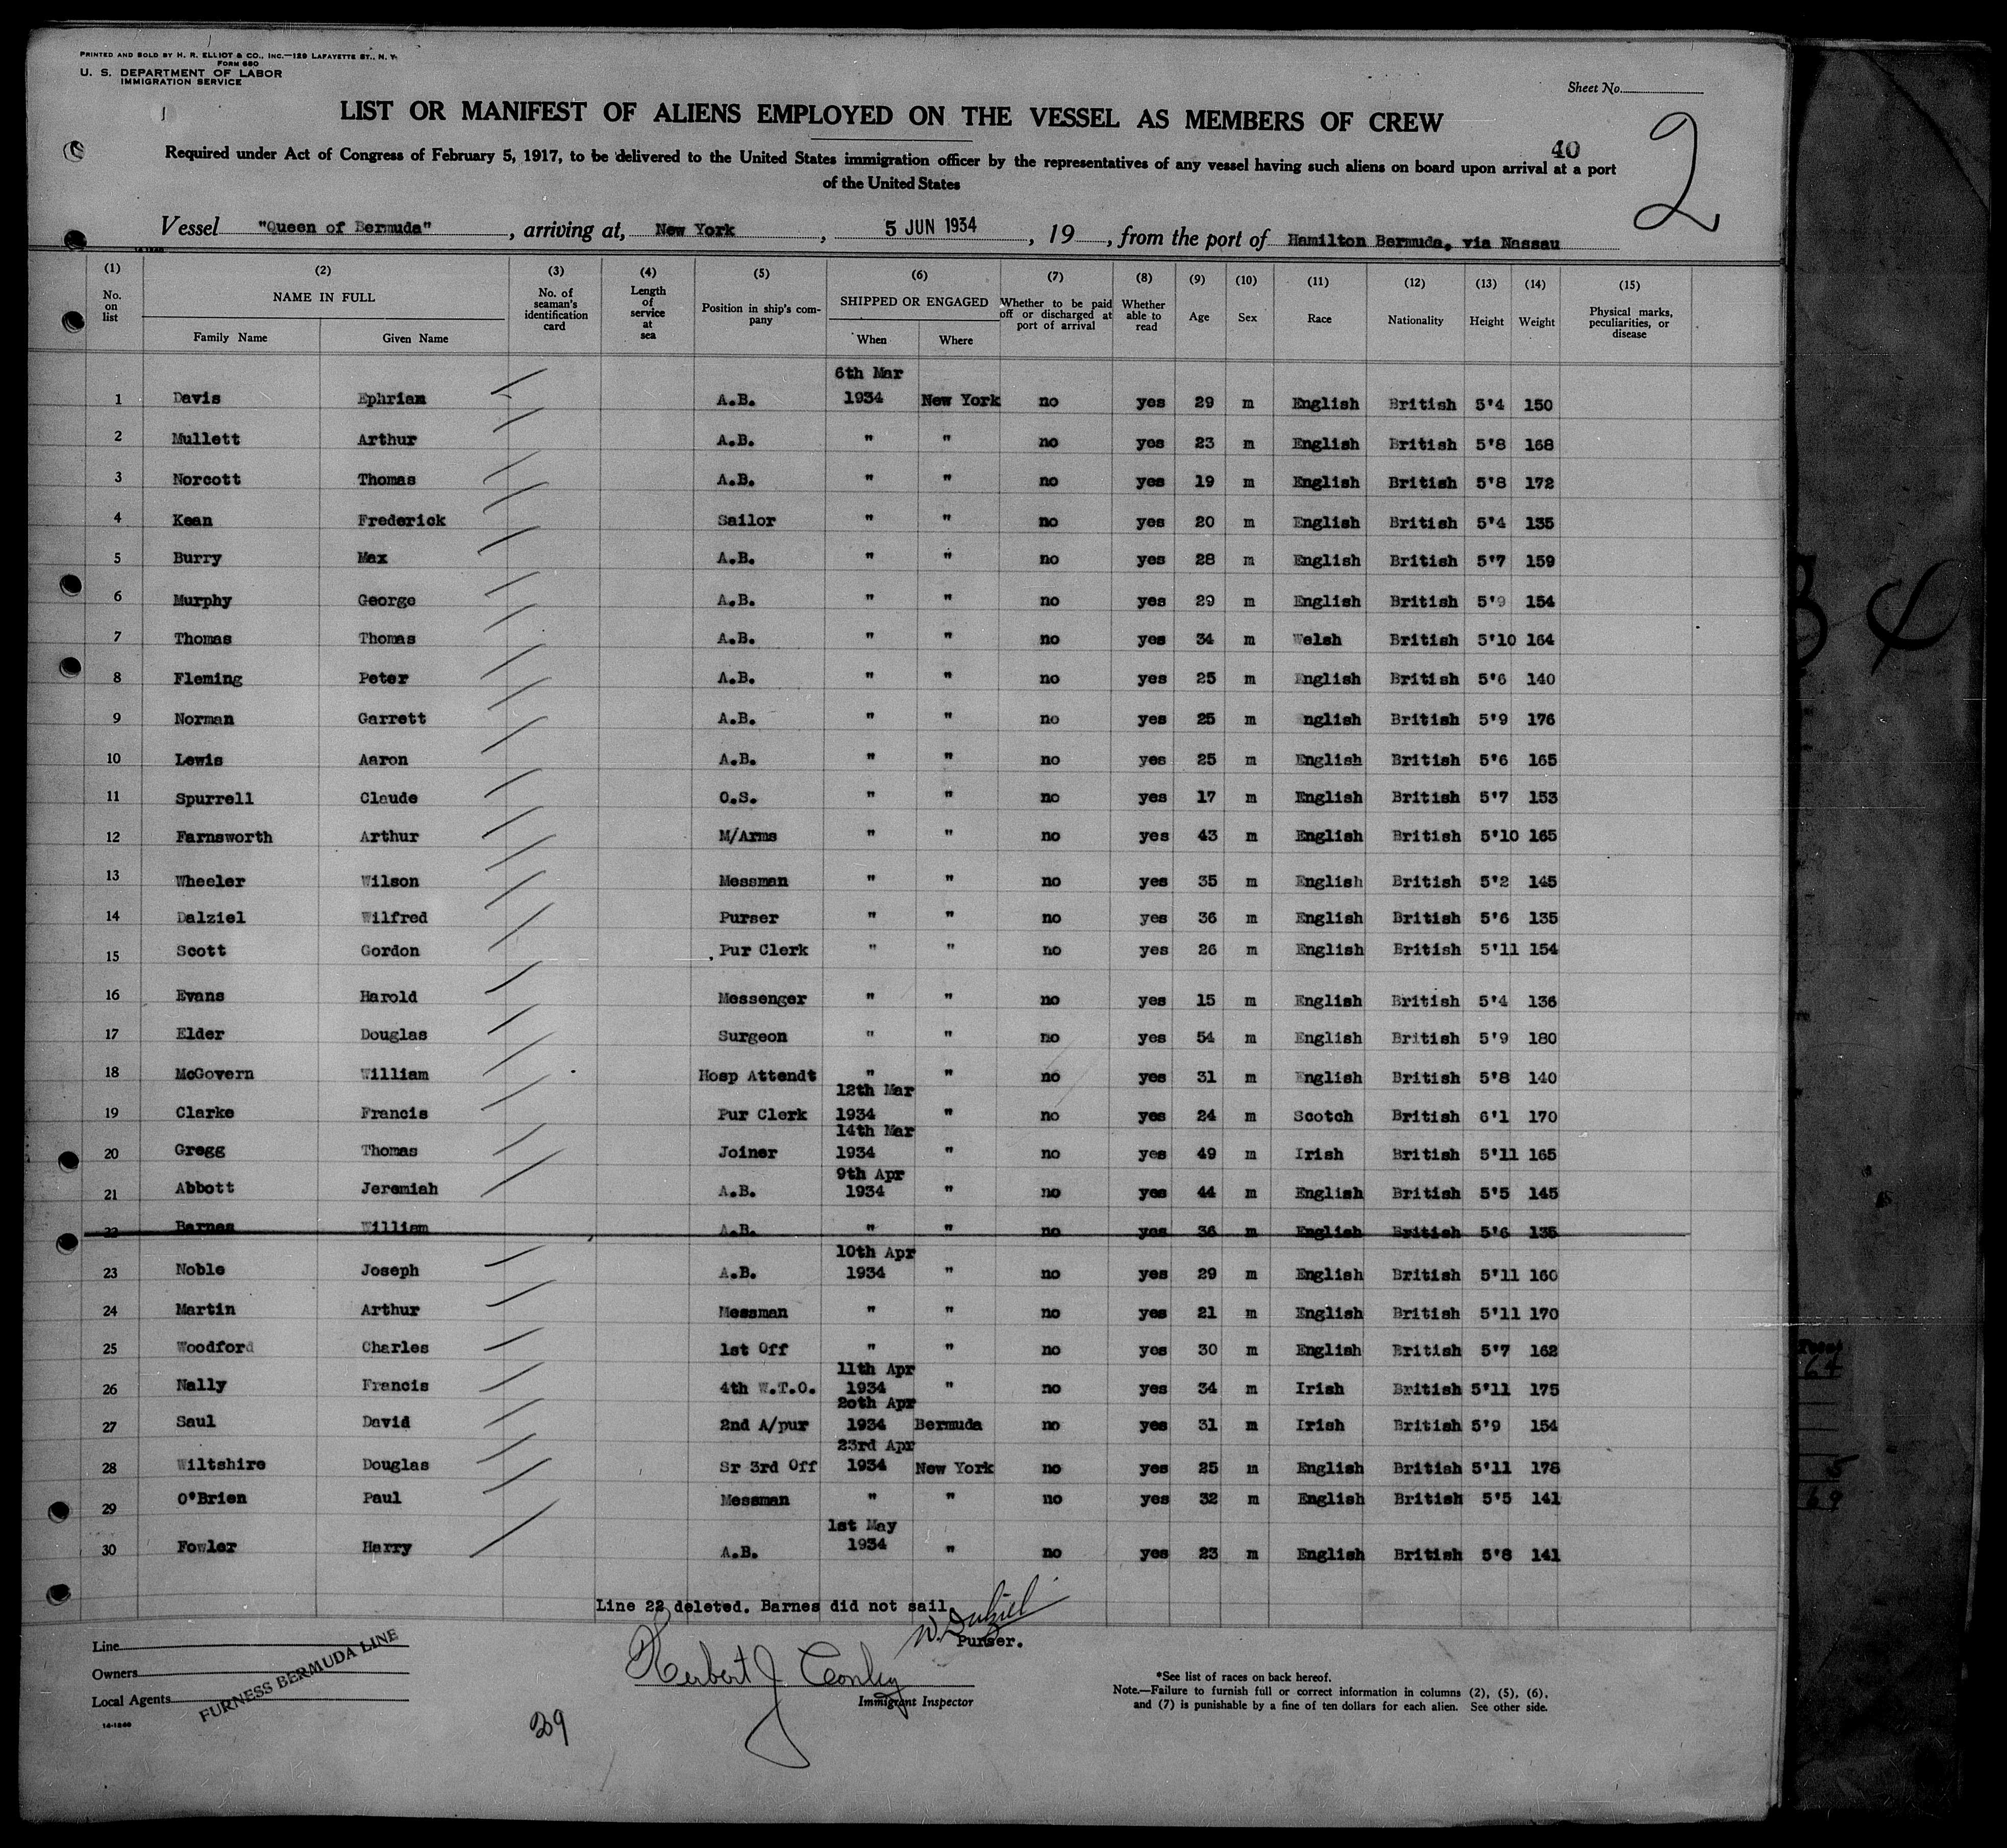 PRINTED AND SOLD BY H. R. ELLIOT & CO., INC.—129 LAFAYETTE ST., N. Y.
FORM 680
U. S. DEPARTMENT OF LABOR
IMMIGRATION SERVICE
Sheet No.
LIST OR MANIFEST OF ALIENS EMPLOYED ON THE VESSEL AS MEMBERS OF CREW
40
2
Required under Act of Congress of February 5, 1917, to be delivered to the United States immigration officer by the representatives of any vessel having such aliens on board upon arrival at a port
of the United States
Vessel "Queen of Bermuda", arriving at, New York, 5 JUN 1934, 19 , from the port of Hamilton Bermuda, via Nassau
(1) No. on list (2) NAME IN FULL Family Name Given Name (3) No. of seaman's identification card (4) Length of service at sea (5) Position in ship's company (6) SHIPPED OR ENGAGED When Where (7) Whether to be paid off or discharged at port of arrival (8) Whether able to read (9) Age (10) Sex (11) Race (12) Nationality (13) Height (14) Weight (15) Physical marks, peculiarities, or disease
1 Davis Ephriam A.B. 6th Mar 1934 New York no yes 29 m English British 5'4 150
2 Mullett Arthur A.B. " " no yes 23 m English British 5'8 168
3 Norcott Thomas A.B. " " no yes 19 m English British 5'8 172
4 Kean Frederick Sailor " " no yes 20 m English British 5'4 135
5 Burry Max A.B. " " no yes 28 m English British 5'7 159
6 Murphy George A.B. " " no yes 29 m English British 5'9 154
7 Thomas Thomas A.B. " " no yes 34 m Welsh British 5'10 164
8 Fleming Peter A.B. " " no yes 25 m English British 5'6 140
9 Norman Garrett A.B. " " no yes 25 m nglish British 5'9 176
10 Lewis Aaron A.B. " " no yes 25 m English British 5'6 165
11 Spurrell Claude O.S. " " no yes 17 m English British 5'7 153
12 Farnsworth Arthur M/Arms " " no yes 43 m English British 5'10 165
13 Wheeler Wilson Messman " " no yes 35 m English British 5'2 145
14 Dalziel Wilfred Purser " " no yes 36 m English British 5'6 135
15 Scott Gordon Pur Clerk " " no yes 26 m English British 5'11 154
16 Evans Harold Messenger " " no yes 15 m English British 5'4 136
17 Elder Douglas Surgeon " " no yes 54 m English British 5'9 180
18 McGovern William Hosp Attendt " " no yes 31 m English British 5'8 140
19 Clarke Francis Pur Clerk 12th Mar 1934 " no yes 24 m Scotch British 6'1 170
20 Gregg Thomas Joiner 14th Mar 1934 " no yes 49 m Irish British 5'11 165
21 Abbott Jeremiah A.B. 9th Apr 1934 " no yes 44 m English British 5'5 145
22 Barnes William A.B. " " no yes 36 m English British 5'6 135
23 Noble Joseph A.B. 10th Apr 1934 " no yes 29 m English British 5'11 160
24 Martin Arthur Messman " " no yes 21 m English British 5'11 170
25 Woodford Charles 1st Off " " no yes 30 m English British 5'7 162
26 Nally Francis 4th W.T.O. 11th Apr 1934 " no yes 34 m Irish British 5'11 175
27 Saul David 2nd A/pur 20th Apr 1934 Bermuda no yes 31 m Irish British 5'9 154
28 Wiltshire Douglas Sr 3rd Off 23rd Apr 1934 New York no yes 25 m English British 5'11 178
29 O'Brien Paul Messman " " no yes 32 m English British 5'5 141
30 Fowler Harry A.B. 1st May 1934 " no yes 23 m English British 5'8 141
Line 22 deleted. Barnes did not sail
W. Dalziel
Purser.
Line
Owners
Local Agents
FURNESS BERMUDA LINE
14-1240
Herbert J Conley
Immigrant Inspector
39
*See list of races on back hereof.
Note.—Failure to furnish full or correct information in columns (2), (5), (6),
and (7) is punishable by a fine of ten dollars for each alien. See other side.